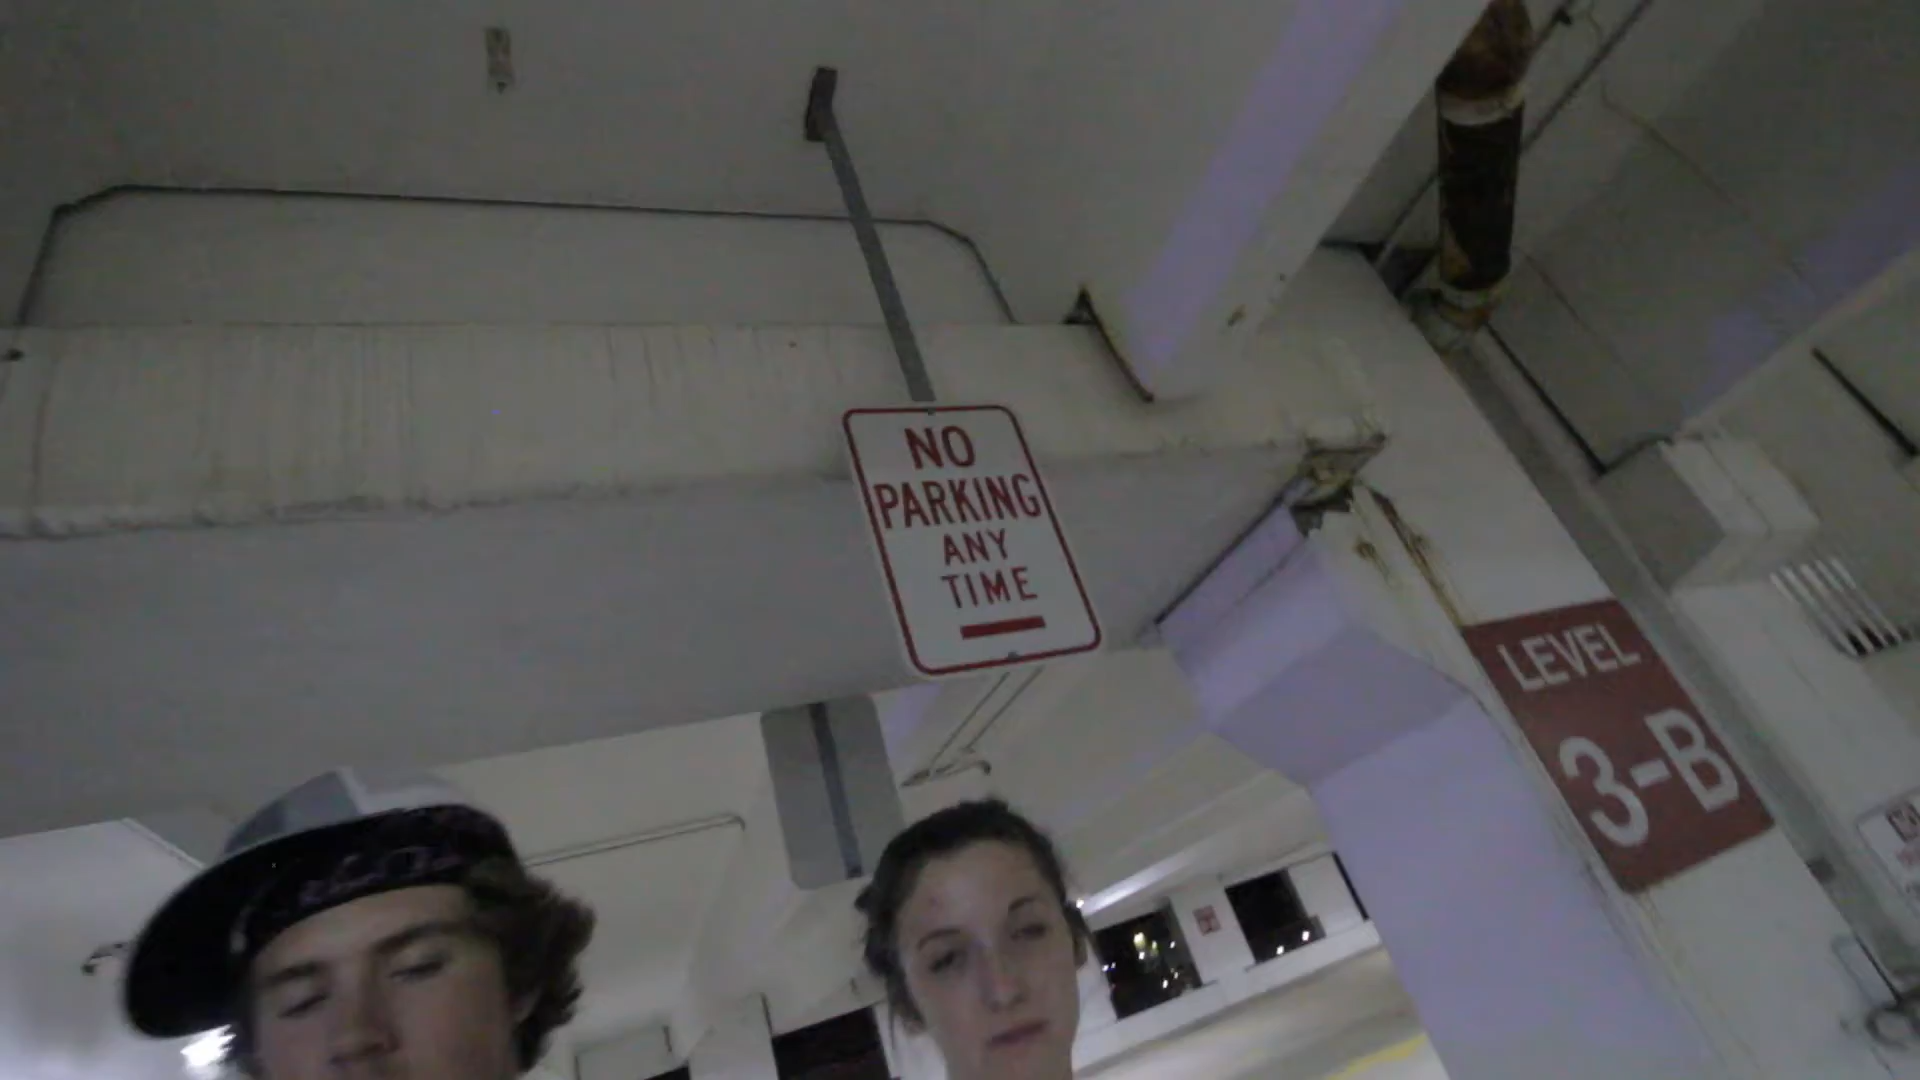 NO
PARKING
ANY
TIME
LEVEL
3-B